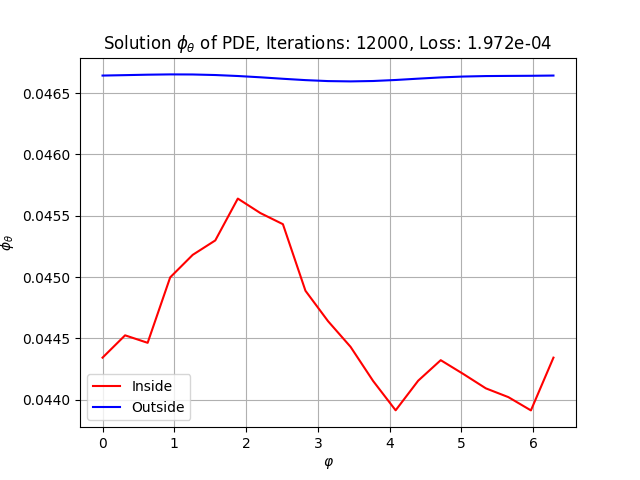 Solution ϕθ of PDE, Iterations: 12000, Loss: 1.972e-04
ϕθ
0.0465
0.0460
0.0455
0.0450
0.0445
0.0440
Inside
Outside
0 1 2 3 4 5 6
φ